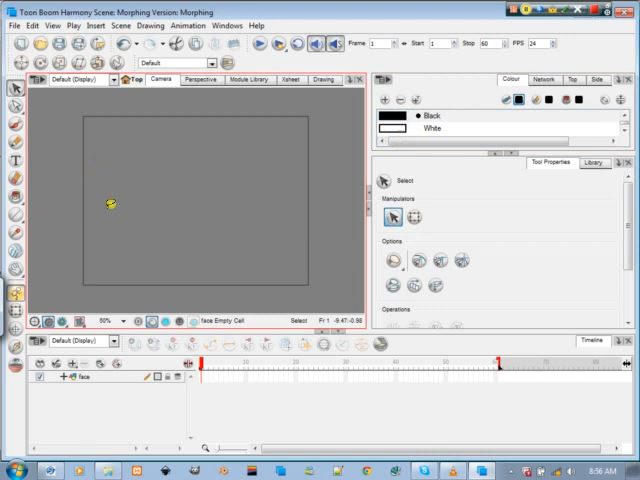 Toon Boom Harmony Scene: Morphing Version: Morphing
File Edit View Play Insert Scene Drawing Animation Windows Help
Frame 1 Start 1 Stop 60 FPS 24
Default
Default (Display) Top Camera Perspective Module Library Xsheet Drawing
Colour Network Top Side
Black
White
Tool Properties Library
Select
Manipulators
Options
Operations
80% face Empty Cell Select Fr 1 -9.47:-0.98
Default (Display) Timeline
10 20 30 40 50 60 70 80
face
8:56 AM